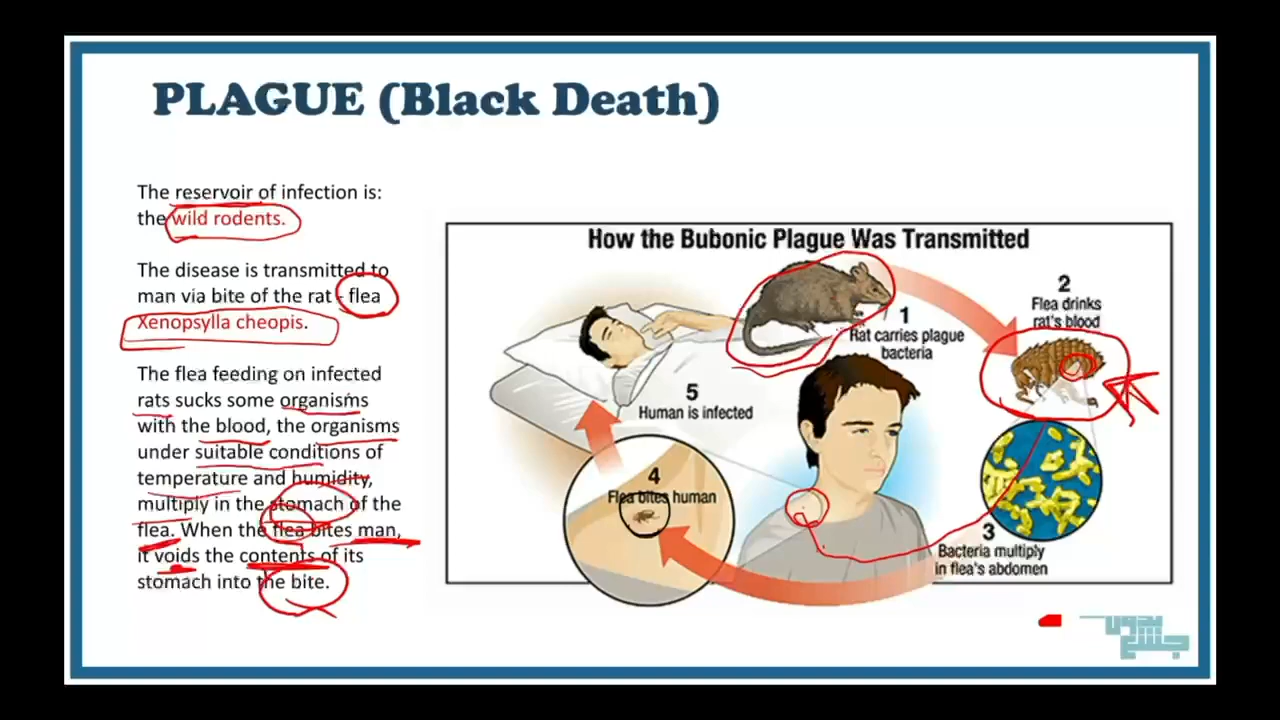 PLAGUE (Black Death)
The reservoir of infection is:
the wild rodents.
The disease is transmitted to
man via bite of the rat - flea
Xenopsylla cheopis.
The flea feeding on infected
rats sucks some organisms
with the blood, the organisms
under suitable conditions of
temperature and humidity,
multiply in the stomach of the
flea. When the flea bites man,
it voids the contents of its
stomach into the bite.
How the Bubonic Plague Was Transmitted
1
Rat carries plague
bacteria
2
Flea drinks
rat's blood
3
Bacteria multiply
in flea's abdomen
4
Flea bites human
5
Human is infected
بدون
جشع